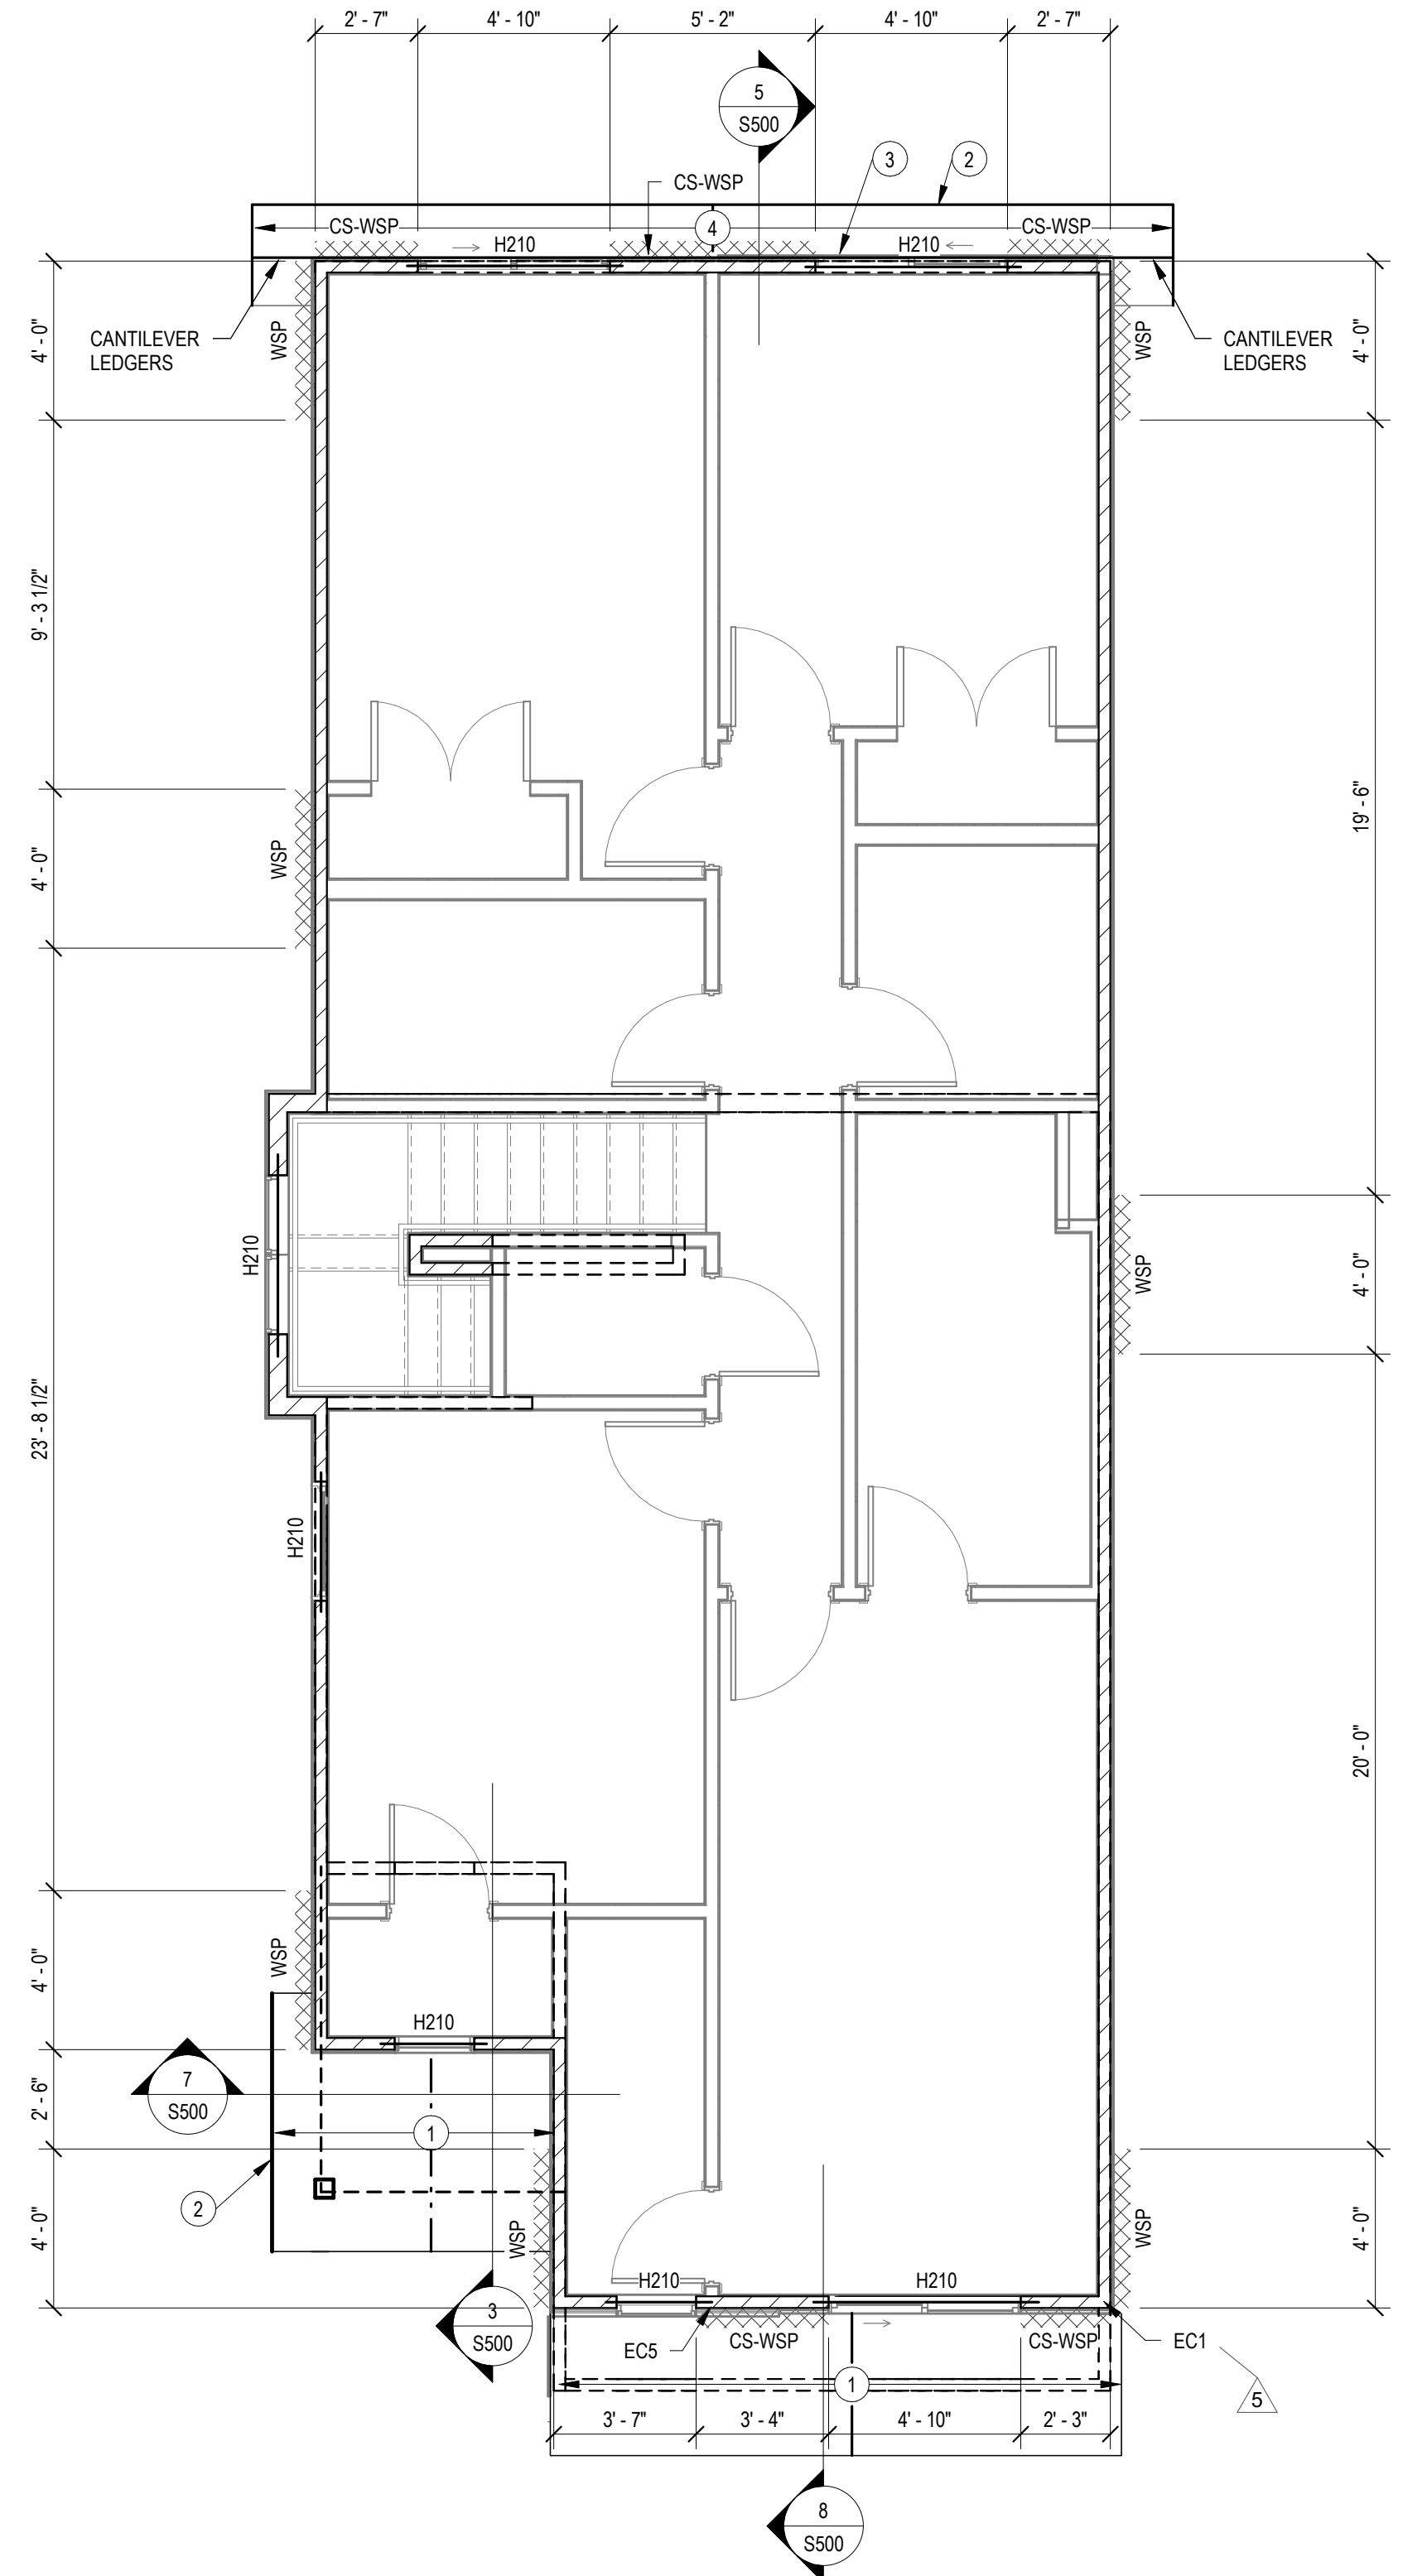 2' - 7" 4' - 10" 5' - 2" 4' - 10" 2' - 7"
5
S500
3 2
CS-WSP
CS-WSP 4 CS-WSP
H210 H210
CANTILEVER
LEDGERS
WSP
WSP
CANTILEVER
LEDGERS
4' - 0"
4' - 0"
9' - 3 1/2"
19' - 6"
4' - 0"
WSP
H210
WSP
4' - 0"
23' - 8 1/2"
H210
20' - 0"
WSP
4' - 0"
H210
7
S500
2' - 6"
1
2
4' - 0"
WSP
WSP
4' - 0"
H210 H210
3
S500
EC5
CS-WSP
CS-WSP
EC1
5
1
3' - 7" 3' - 4" 4' - 10" 2' - 3"
8
S500